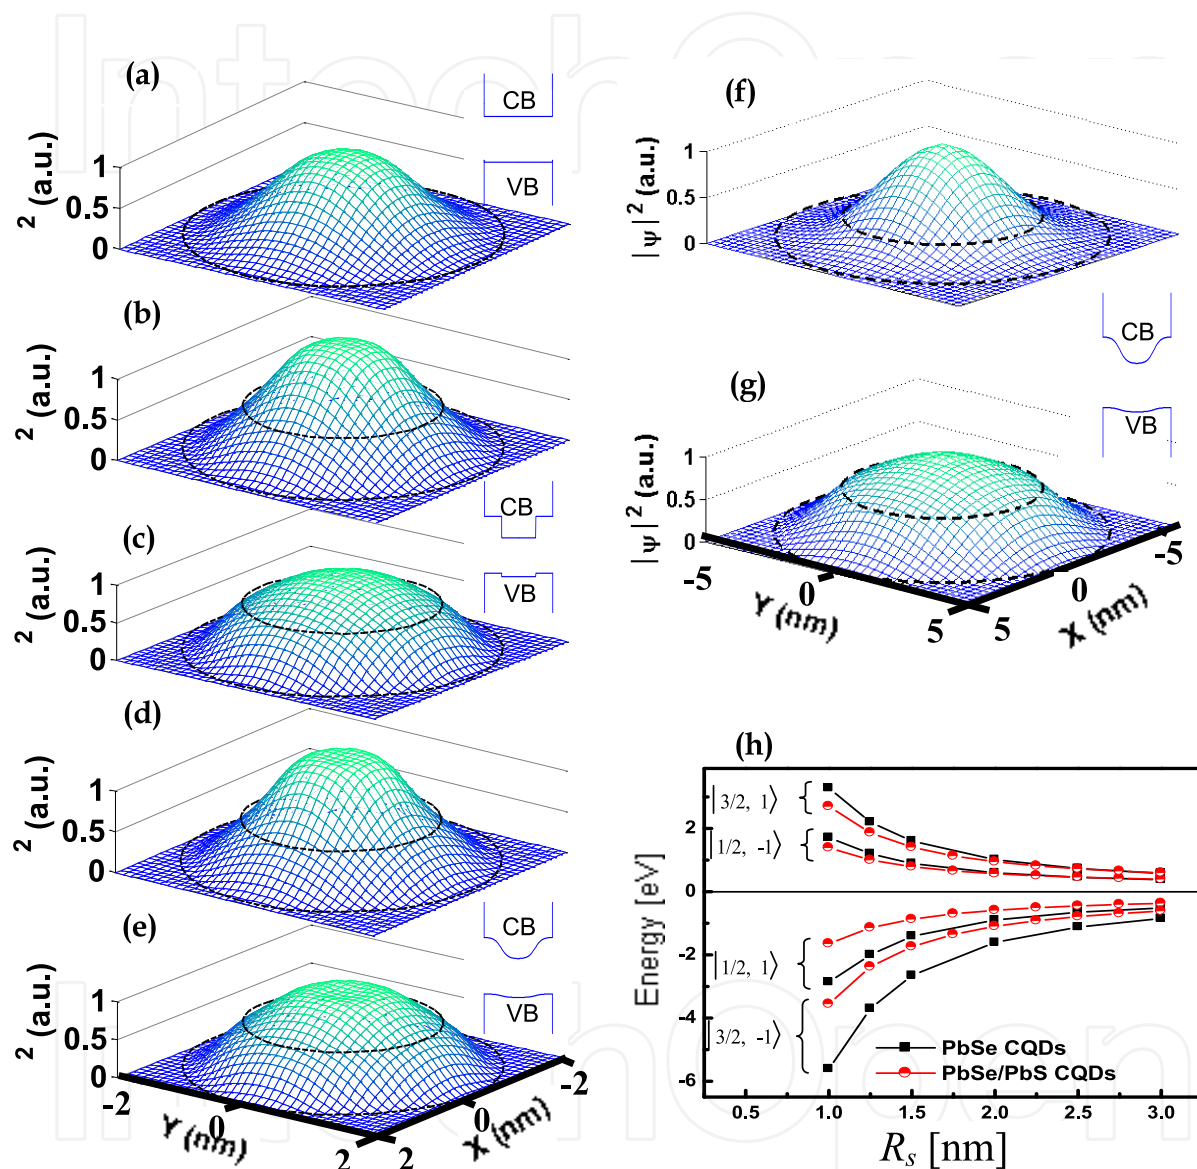 IntechOpen
(a)
CB
VB
2 (a.u.)
1
0.5
0
(b)
2 (a.u.)
1
0.5
0
CB
VB
(c)
2 (a.u.)
1
0.5
0
(d)
2 (a.u.)
1
0.5
0
(e)
CB
VB
2 (a.u.)
1
0.5
0
-2
0
2
Y (nm)
2
0
-2
X (nm)
(f)
|ψ|² (a.u.)
1
0.5
0
CB
VB
(g)
|ψ|² (a.u.)
1
0.5
0
-5
0
5
Y (nm)
5
0
-5
X (nm)
(h)
|3/2, 1⟩
|1/2, -1⟩
|1/2, 1⟩
|3/2, -1⟩
Energy [eV]
2
0
-2
-4
-6
PbSe CQDs
PbSe/PbS CQDs
0.5 1.0 1.5 2.0 2.5 3.0
Rs [nm]
IntechOpen